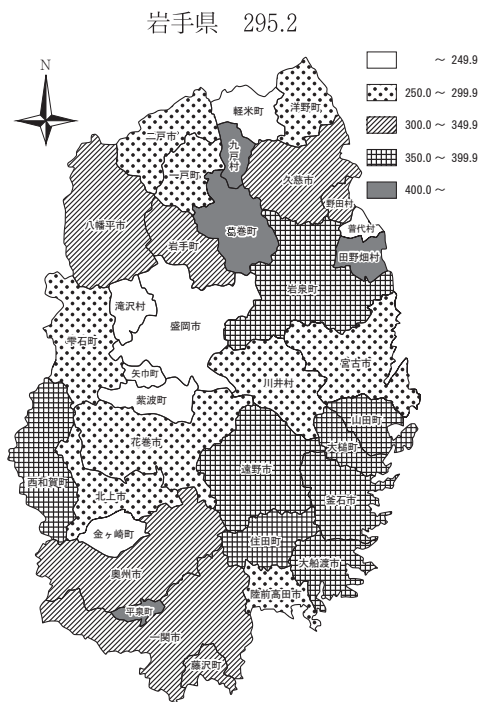 岩手県 295.2
N
～ 249.9
250.0 ～ 299.9
300.0 ～ 349.9
350.0 ～ 399.9
400.0 ～
軽米町
洋野町
二戸市
九戸村
一戸町
久慈市
野田村
八幡平市
葛巻町
普代村
岩手町
田野畑村
岩泉町
滝沢村
盛岡市
雫石町
宮古市
矢巾町
川井村
紫波町
山田町
花巻市
大槌町
遠野市
西和賀町
北上市
釜石市
金ヶ崎町
住田町
大船渡市
奥州市
陸前高田市
平泉町
一関市
藤沢町